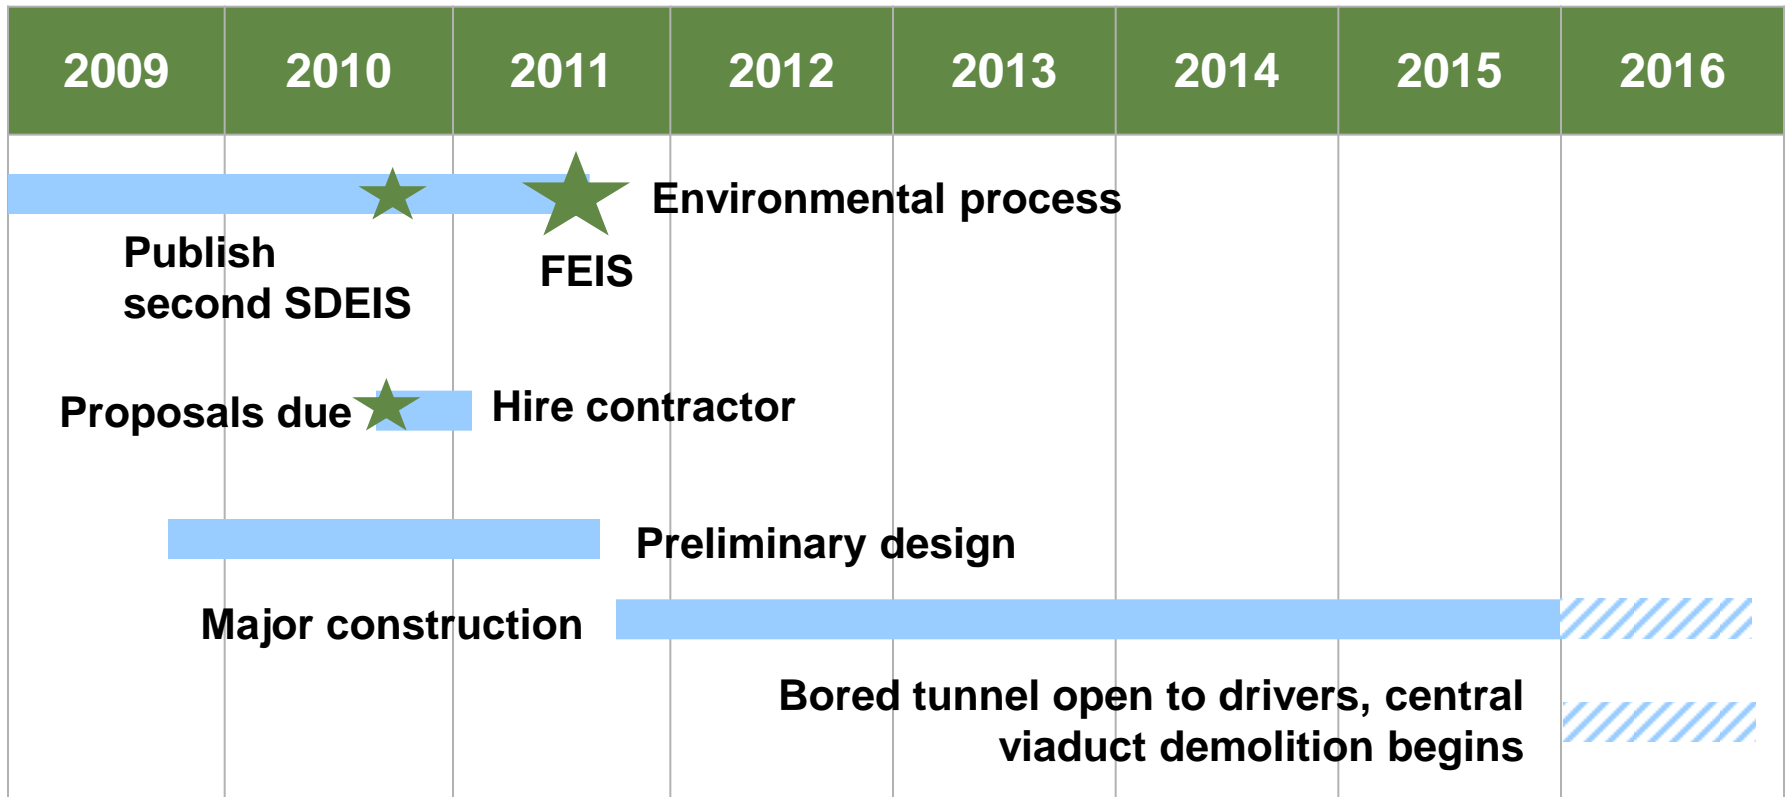 2009 2010 2011 2012 2013 2014 2015 2016
Environmental process
Publish
second SDEIS
FEIS
Proposals due
Hire contractor
Preliminary design
Major construction
Bored tunnel open to drivers, central
viaduct demolition begins